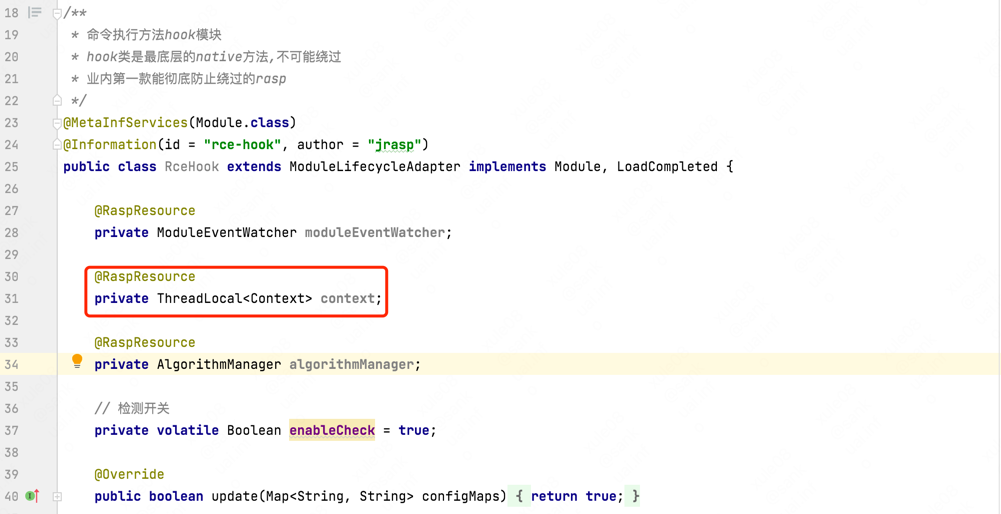 18 /**
19 * 命令执行方法hook模块
20 * hook类是最底层的native方法,不可能绕过
21 * 业内第一款能彻底防止绕过的rasp
22 */
23 @MetaInfServices(Module.class)
24 @Information(id = "rce-hook", author = "jrasp")
25 public class RceHook extends ModuleLifecycleAdapter implements Module, LoadCompleted {
26
27 @RaspResource
28 private ModuleEventWatcher moduleEventWatcher;
29
30 @RaspResource
31 private ThreadLocal<Context> context;
32
33 @RaspResource
34 private AlgorithmManager algorithmManager;
35
36 // 检测开关
37 private volatile Boolean enableCheck = true;
38
39 @Override
40 public boolean update(Map<String, String> configMaps) { return true; }